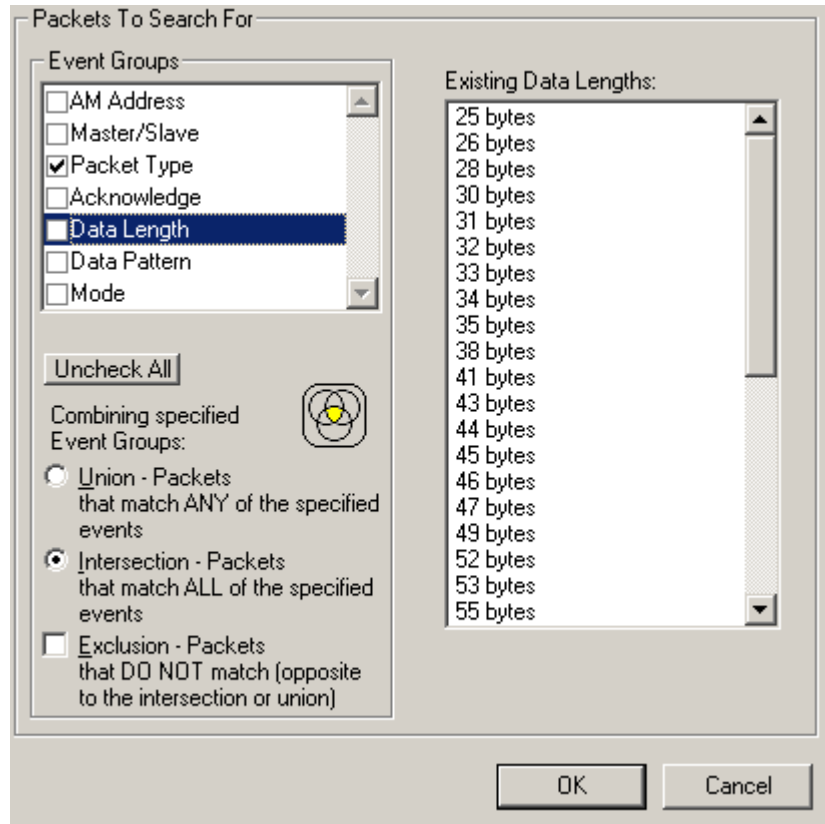 Packets To Search For
Event Groups
AM Address
Master/Slave
Packet Type
Acknowledge
Data Length
Data Pattern
Mode
Uncheck All
Combining specified
Event Groups:
Union - Packets
that match ANY of the specified
events
Intersection - Packets
that match ALL of the specified
events
Exclusion - Packets
that DO NOT match (opposite
to the intersection or union)
Existing Data Lengths:
25 bytes
26 bytes
28 bytes
30 bytes
31 bytes
32 bytes
33 bytes
34 bytes
35 bytes
38 bytes
41 bytes
43 bytes
44 bytes
45 bytes
46 bytes
47 bytes
49 bytes
52 bytes
53 bytes
55 bytes
OK
Cancel